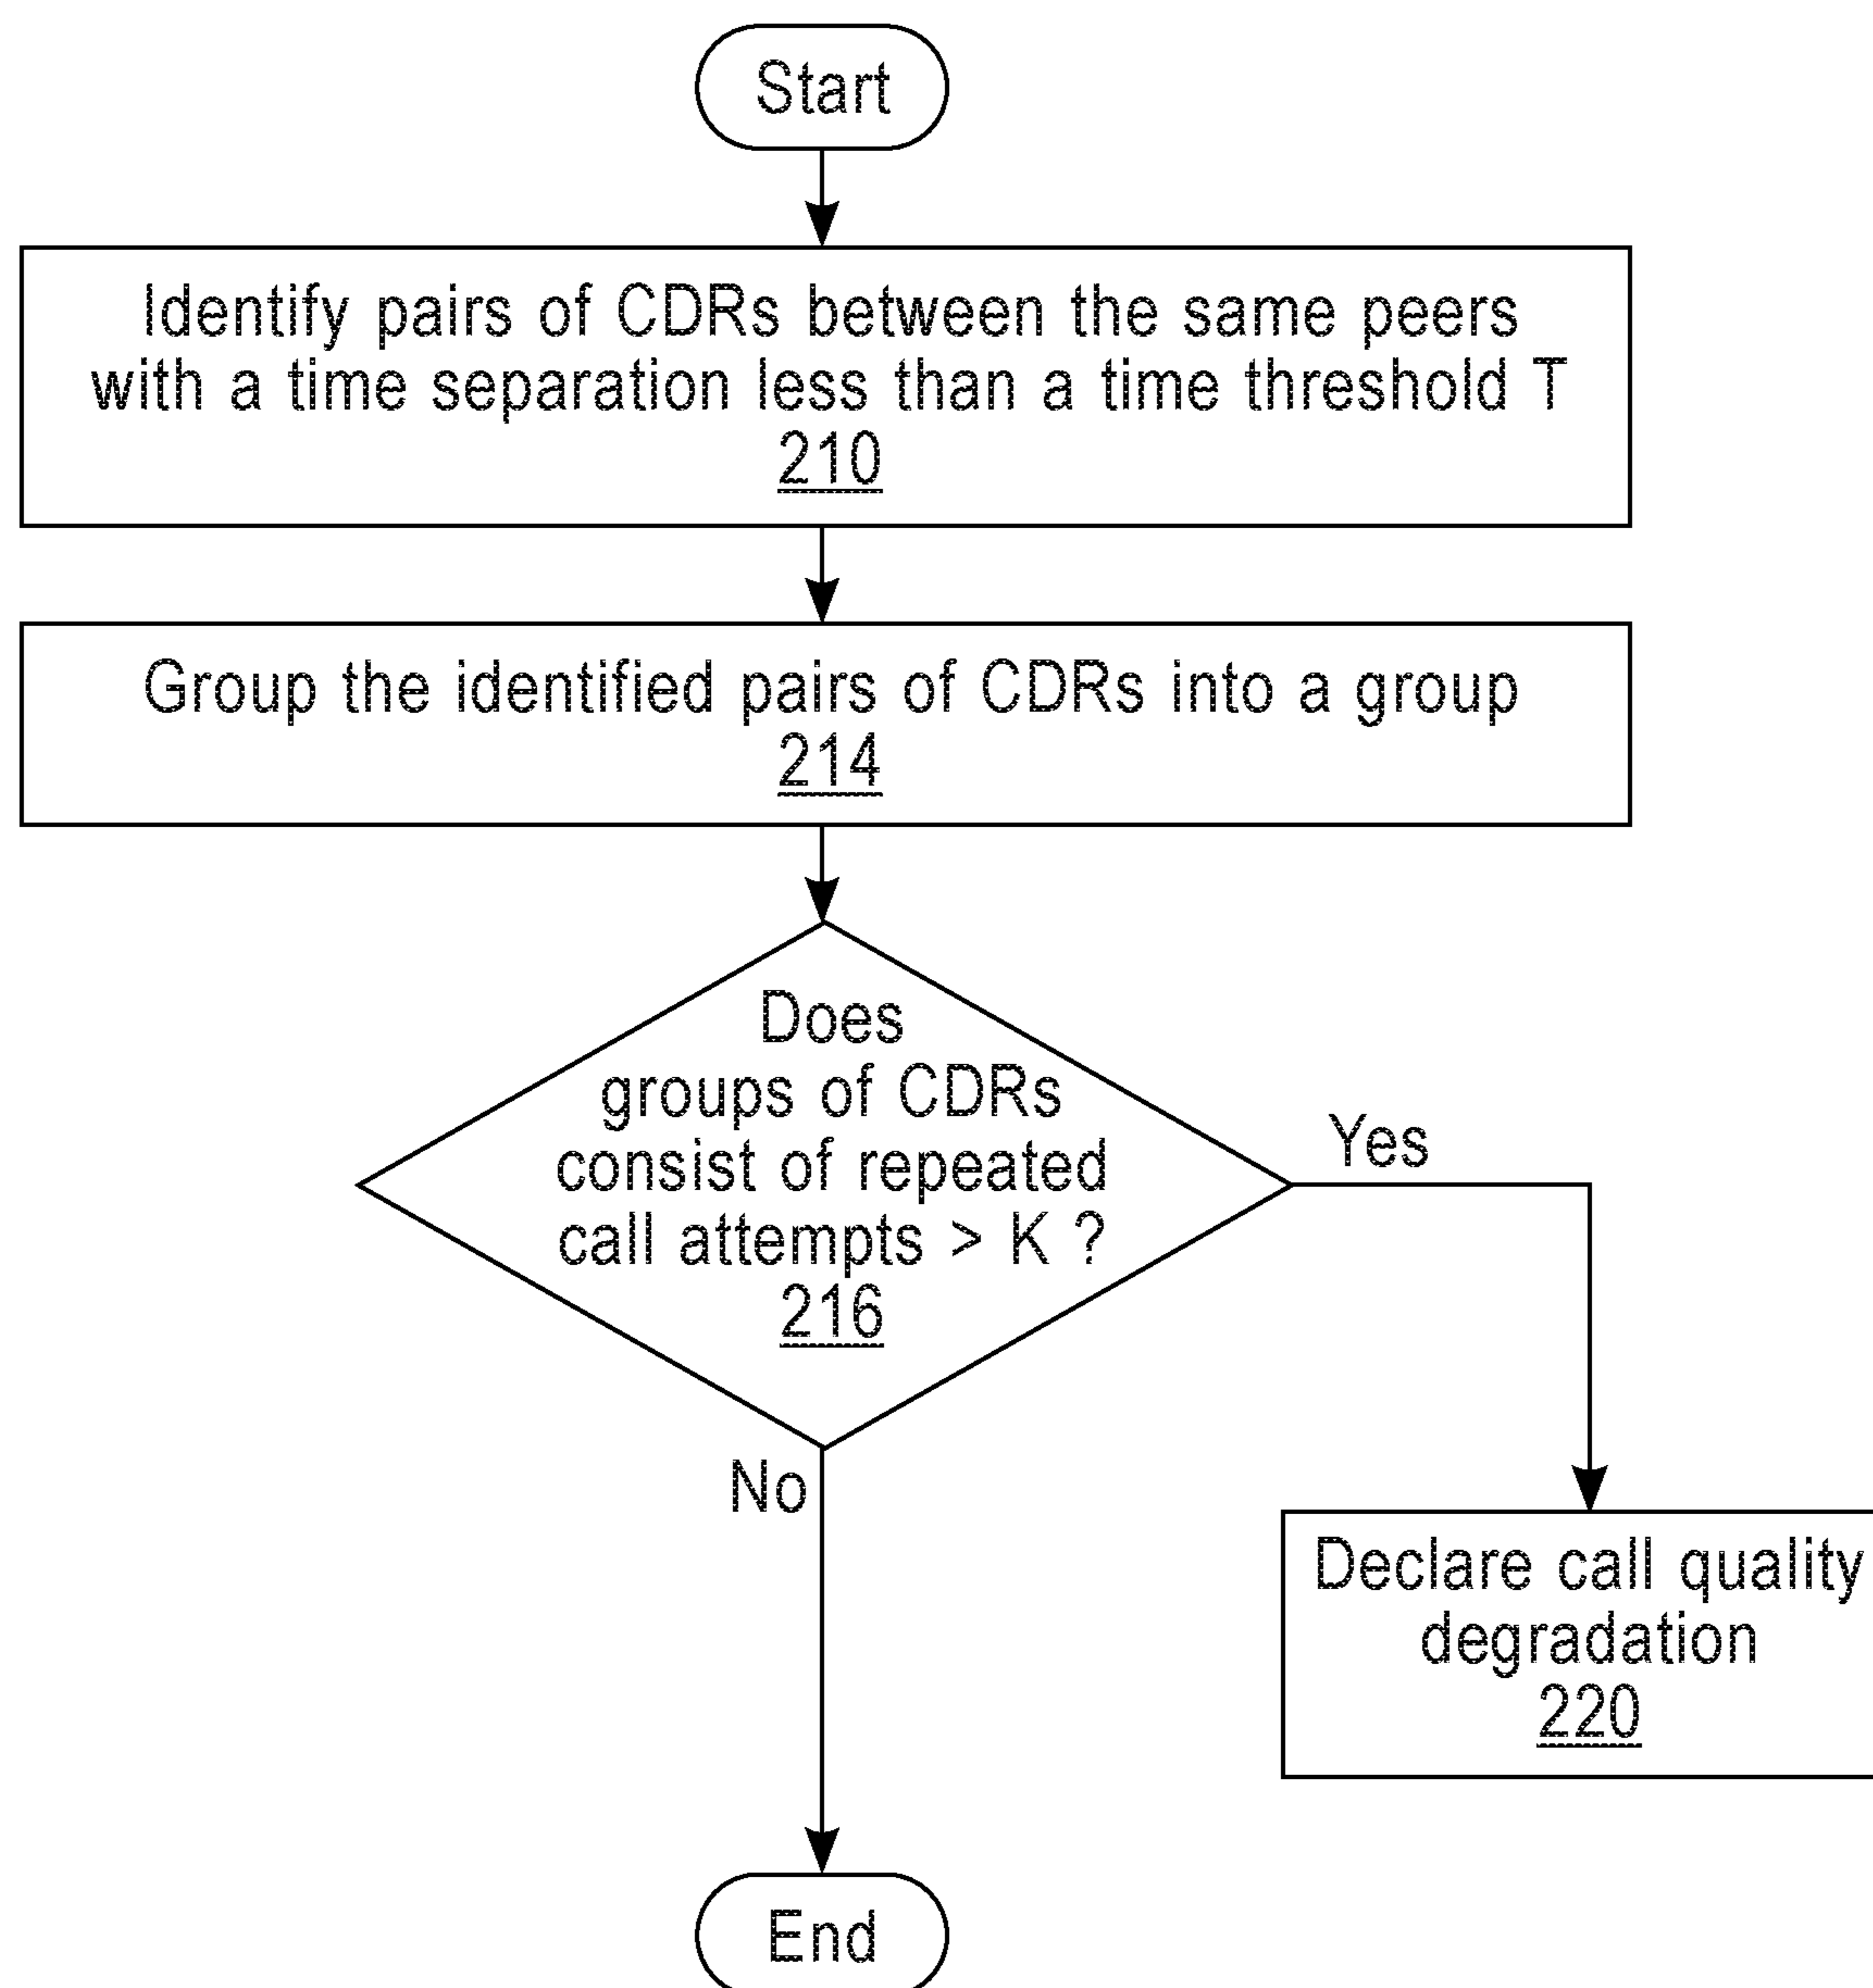 Start
Identify pairs of CDRs between the same peers
with a time separation less than a time threshold T
210
Group the identified pairs of CDRs into a group
214
Does
groups of CDRs
consist of repeated
call attempts > K ?
216
Yes
No
Declare call quality
degradation
220
End